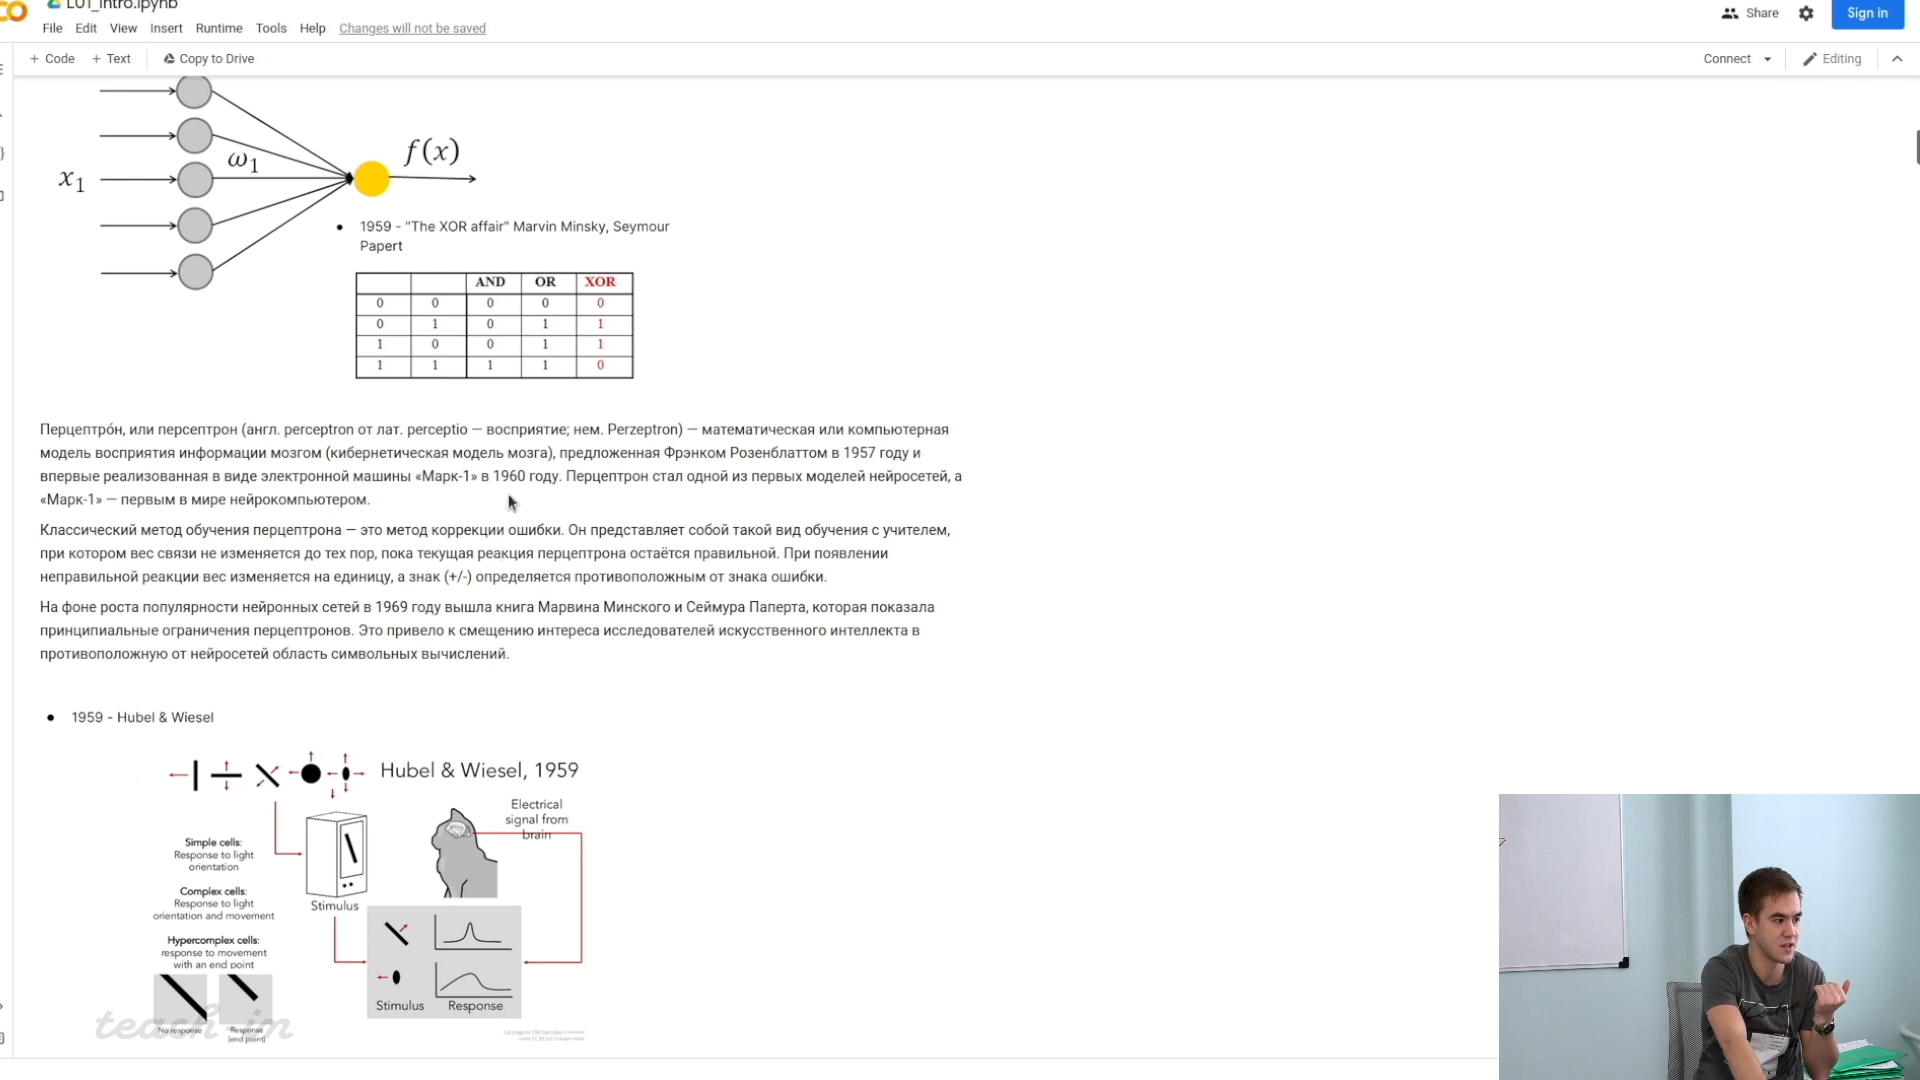 L01_Intro.ipynb
File Edit View Insert Runtime Tools Help Changes will not be saved
Share Sign in
+ Code + Text Copy to Drive
Connect Editing
ω1
f(x)
x1
• 1959 - "The XOR affair" Marvin Minsky, Seymour
Papert
AND OR XOR
0 0 0 0 0
0 1 0 1 1
1 0 0 1 1
1 1 1 1 0
Перцептро́н, или персептрон (англ. perceptron от лат. perceptio — восприятие; нем. Perzeptron) — математическая или компьютерная
модель восприятия информации мозгом (кибернетическая модель мозга), предложенная Фрэнком Розенблаттом в 1957 году и
впервые реализованная в виде электронной машины «Марк-1» в 1960 году. Перцептрон стал одной из первых моделей нейросетей, а
«Марк-1» — первым в мире нейрокомпьютером.
Классический метод обучения перцептрона — это метод коррекции ошибки. Он представляет собой такой вид обучения с учителем,
при котором вес связи не изменяется до тех пор, пока текущая реакция перцептрона остаётся правильной. При появлении
неправильной реакции вес изменяется на единицу, а знак (+/-) определяется противоположным от знака ошибки.
На фоне роста популярности нейронных сетей в 1969 году вышла книга Марвина Минского и Сеймура Паперта, которая показала
принципиальные ограничения перцептронов. Это привело к смещению интереса исследователей искусственного интеллекта в
противоположную от нейросетей область символьных вычислений.
• 1959 - Hubel & Wiesel
Hubel & Wiesel, 1959
Electrical
signal from
brain
Simple cells:
Response to light
orientation
Complex cells:
Response to light
orientation and movement
Hypercomplex cells:
response to movement
with an end point
Stimulus
Stimulus Response
No response
Response
(end point)
teach-in